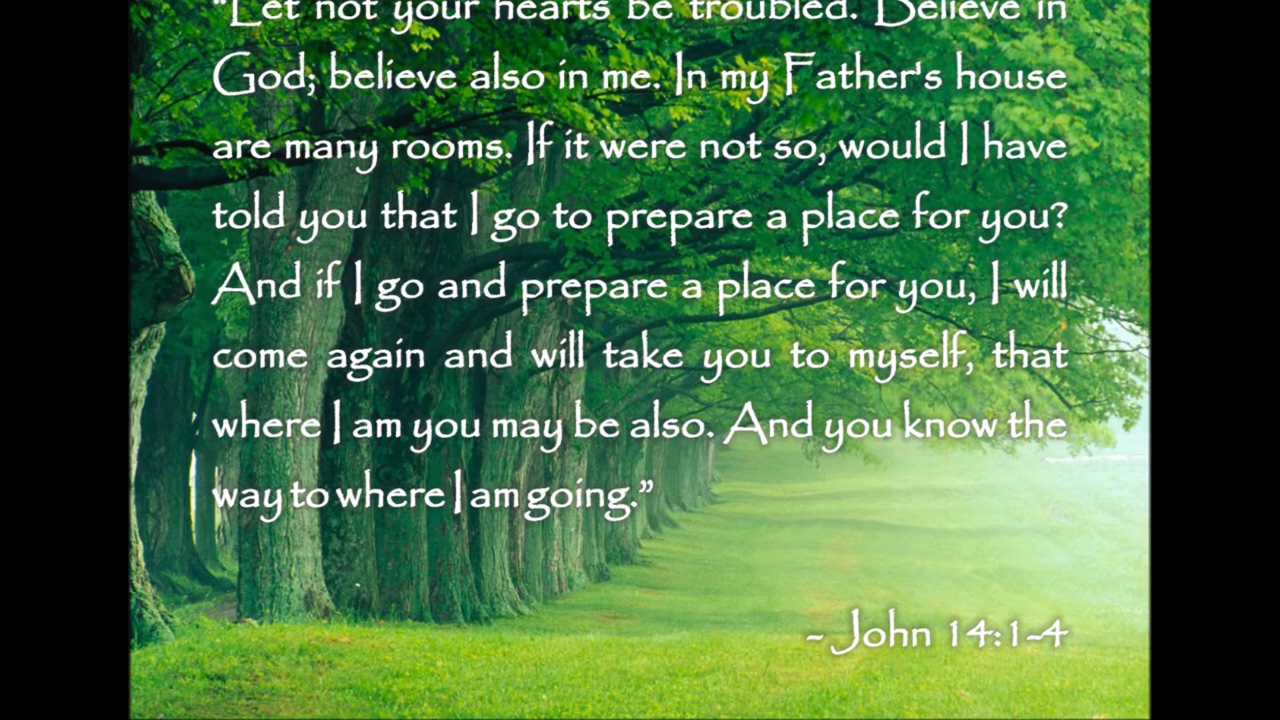 “Let not your hearts be troubled. Believe in
God; believe also in me. In my Father's house
are many rooms. If it were not so, would I have
told you that I go to prepare a place for you?
And if I go and prepare a place for you, I will
come again and will take you to myself, that
where I am you may be also. And you know the
way to where I am going.”
- John 14:1-4